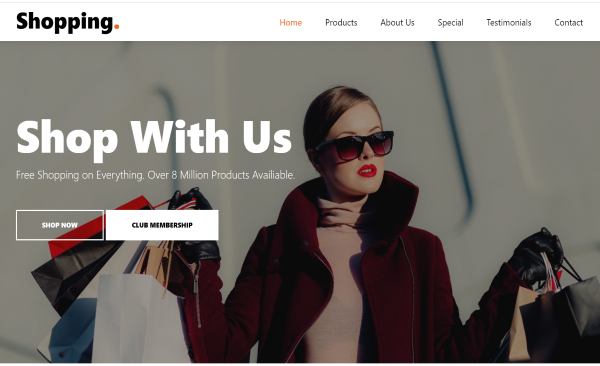 Shopping.
Home Products About Us Special Testimonials Contact
Shop With Us
Free Shopping on Everything. Over 8 Million Products Availiable.
SHOP NOW CLUB MEMBERSHIP